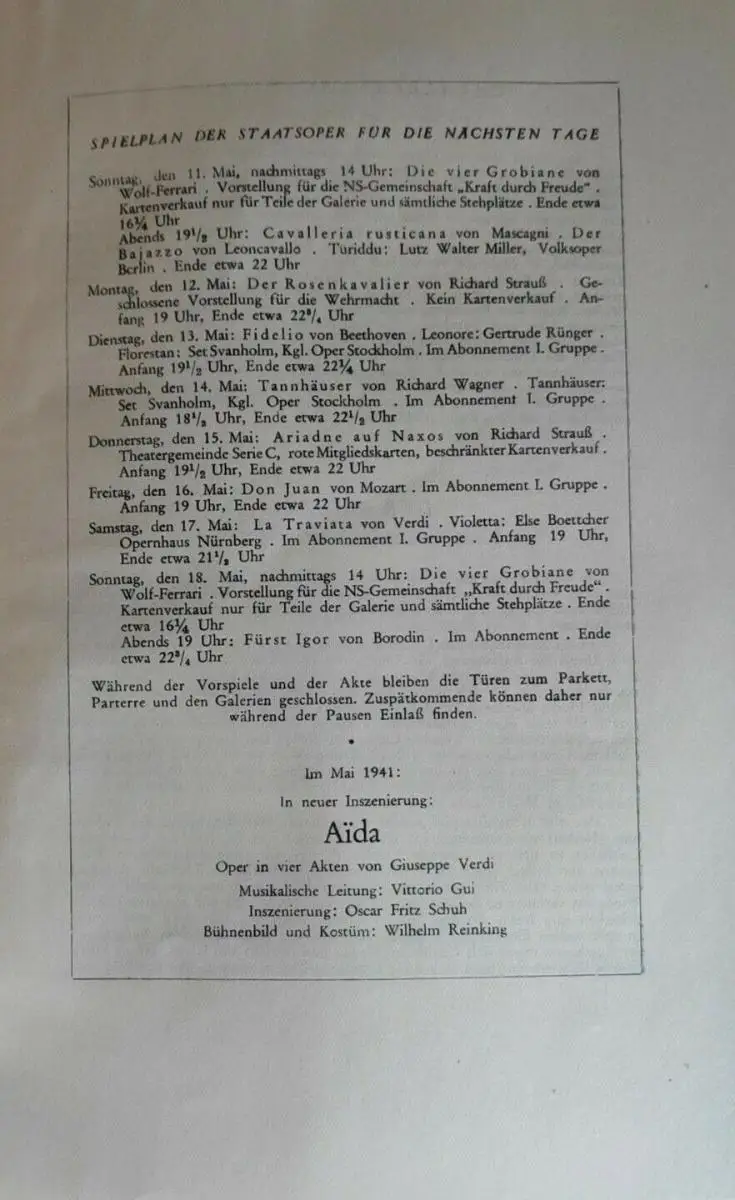 SPIELPLAN DER STAATSOPER FÜR DIE NÄCHSTEN TAGE
Sonntag, den 11. Mai, nachmittags 14 Uhr: Die vier Grobiane von
Wolf-Ferrari . Vorstellung für die NS-Gemeinschaft „Kraft durch Freude“ .
Kartenverkauf nur für Teile der Galerie und sämtliche Stehplätze . Ende etwa
16¼ Uhr
Abends 19½ Uhr: Cavalleria rusticana von Mascagni . Der
Bajazzo von Leoncavallo . Turiddu: Lutz Walter Miller, Volksoper
Berlin . Ende etwa 22 Uhr
Montag, den 12. Mai: Der Rosenkavalier von Richard Strauß . Ge-
schlossene Vorstellung für die Wehrmacht . Kein Kartenverkauf . An-
fang 19 Uhr, Ende etwa 22¾ Uhr
Dienstag, den 13. Mai: Fidelio von Beethoven . Leonore: Gertrude Rünger .
Florestan: Set Svanholm, Kgl. Oper Stockholm . Im Abonnement I. Gruppe .
Anfang 19½ Uhr, Ende etwa 22¼ Uhr
Mittwoch, den 14. Mai: Tannhäuser von Richard Wagner . Tannhäuser:
Set Svanholm, Kgl. Oper Stockholm . Im Abonnement I. Gruppe .
Anfang 18½ Uhr, Ende etwa 22½ Uhr
Donnerstag, den 15. Mai: Ariadne auf Naxos von Richard Strauß .
Theatergemeinde Serie C, rote Mitgliedskarten, beschränkter Kartenverkauf .
Anfang 19½ Uhr, Ende etwa 22 Uhr
Freitag, den 16. Mai: Don Juan von Mozart . Im Abonnement I. Gruppe .
Anfang 19 Uhr, Ende etwa 22 Uhr
Samstag, den 17. Mai: La Traviata von Verdi . Violetta: Else Boettcher
Opernhaus Nürnberg . Im Abonnement I. Gruppe . Anfang 19 Uhr,
Ende etwa 21½ Uhr
Sonntag, den 18. Mai, nachmittags 14 Uhr: Die vier Grobiane von
Wolf-Ferrari . Vorstellung für die NS-Gemeinschaft „Kraft durch Freude“ .
Kartenverkauf nur für Teile der Galerie und sämtliche Stehplätze . Ende
etwa 16¼ Uhr
Abends 19 Uhr: Fürst Igor von Borodin . Im Abonnement . Ende
etwa 22¾ Uhr
Während der Vorspiele und der Akte bleiben die Türen zum Parkett,
Parterre und den Galerien geschlossen. Zuspätkommende können daher nur
während der Pausen Einlaß finden.
•
Im Mai 1941:
In neuer Inszenierung:
Aïda
Oper in vier Akten von Giuseppe Verdi
Musikalische Leitung: Vittorio Gui
Inszenierung: Oscar Fritz Schuh
Bühnenbild und Kostüm: Wilhelm Reinking